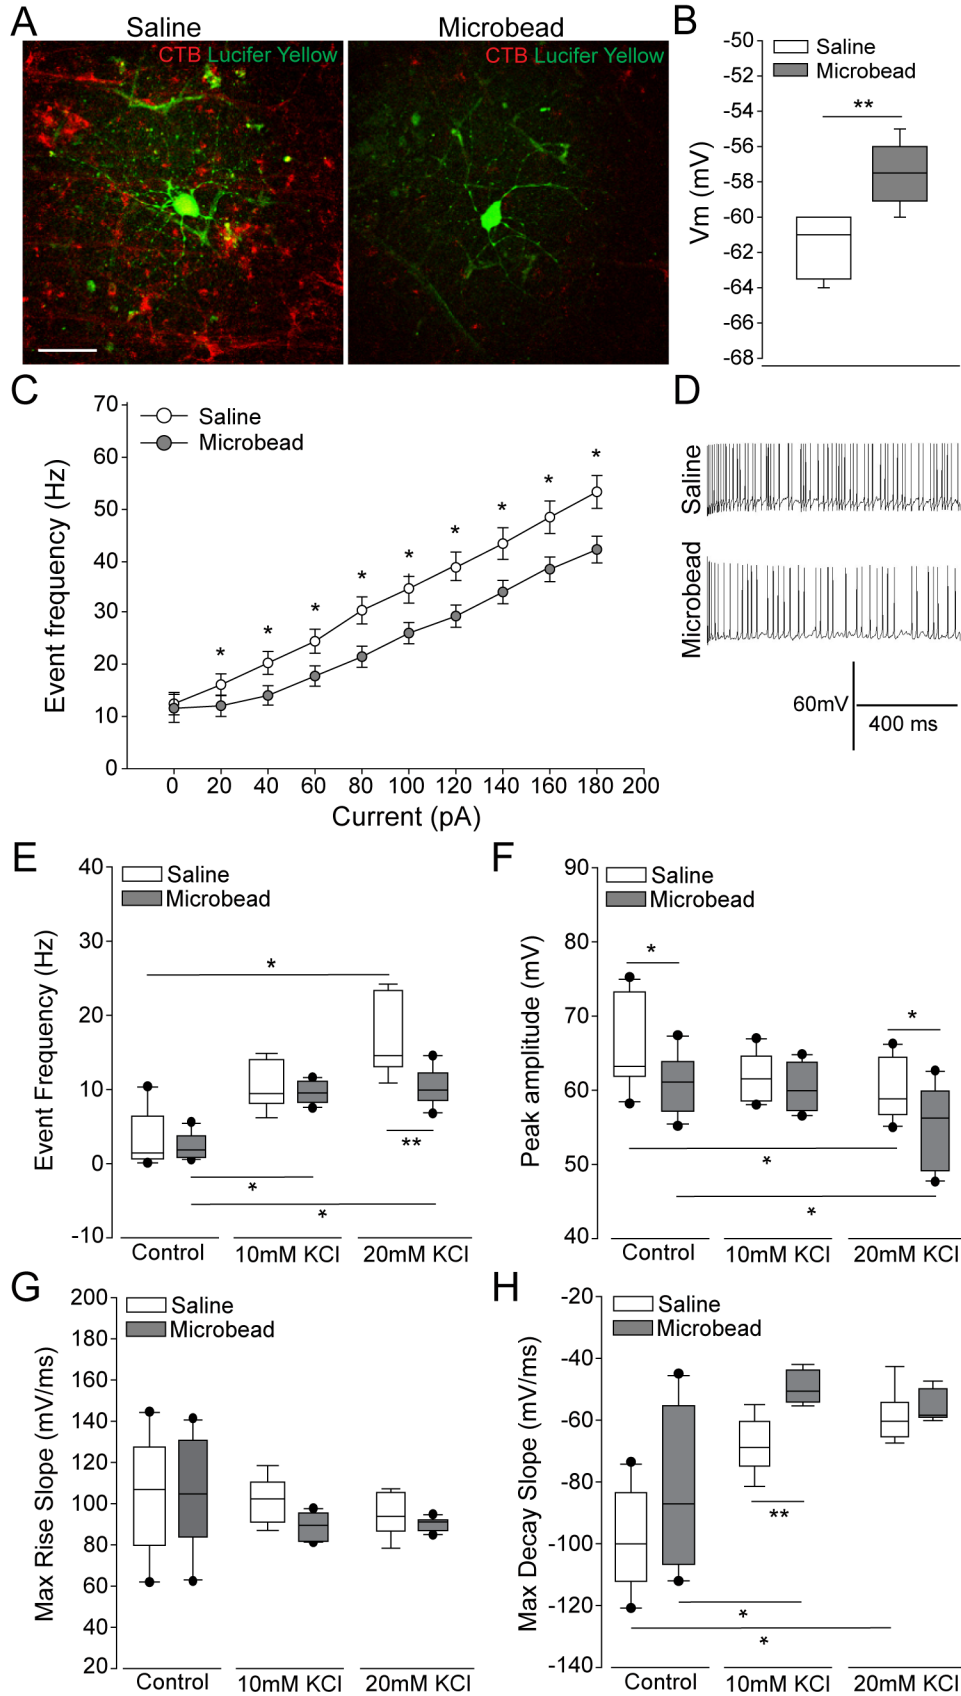 A
Saline
Microbead
CTB Lucifer Yellow
CTB Lucifer Yellow
B
-50
-52
-54
-56
-58
-60
-62
-64
-66
-68
Vm (mV)
Saline
Microbead
**
C
70
60
50
40
30
20
10
0
Event frequency (Hz)
Saline
Microbead
* * * * * * * * *
0 20 40 60 80 100 120 140 160 180 200
Current (pA)
D
Saline
Microbead
60mV
400 ms
E
40
30
20
10
0
-10
Event Frequency (Hz)
Saline
Microbead
*
**
*
*
Control 10mM KCl 20mM KCl
F
90
80
70
60
50
40
Peak amplitude (mV)
Saline
Microbead
*
*
*
*
Control 10mM KCl 20mM KCl
G
200
180
160
140
120
100
80
60
40
20
Max Rise Slope (mV/ms)
Saline
Microbead
Control 10mM KCl 20mM KCl
H
-20
-40
-60
-80
-100
-120
-140
Max Decay Slope (mV/ms)
Saline
Microbead
**
*
*
Control 10mM KCl 20mM KCl